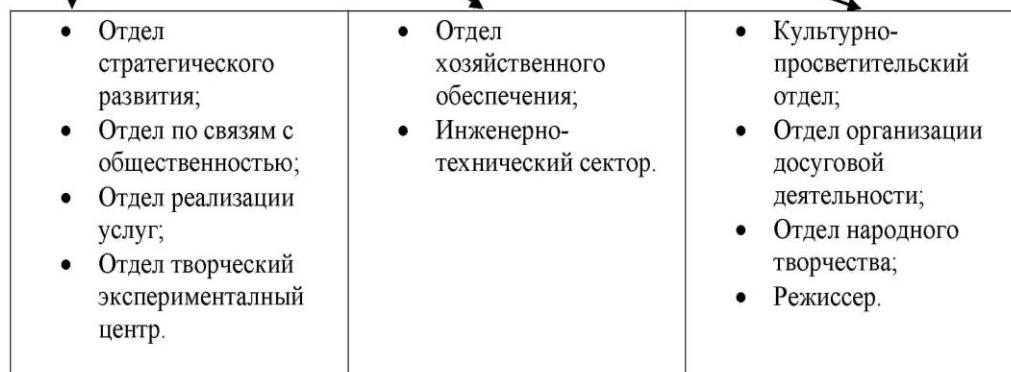 • Отдел
стратегического
развития;
• Отдел по связям с
общественностью;
• Отдел реализации
услуг;
• Отдел творческий
эксперименталный
центр.
• Отдел
хозяйственного
обеспечения;
• Инженерно-
технический сектор.
• Культурно-
просветительский
отдел;
• Отдел организации
досуговой
деятельности;
• Отдел народного
творчества;
• Режиссер.